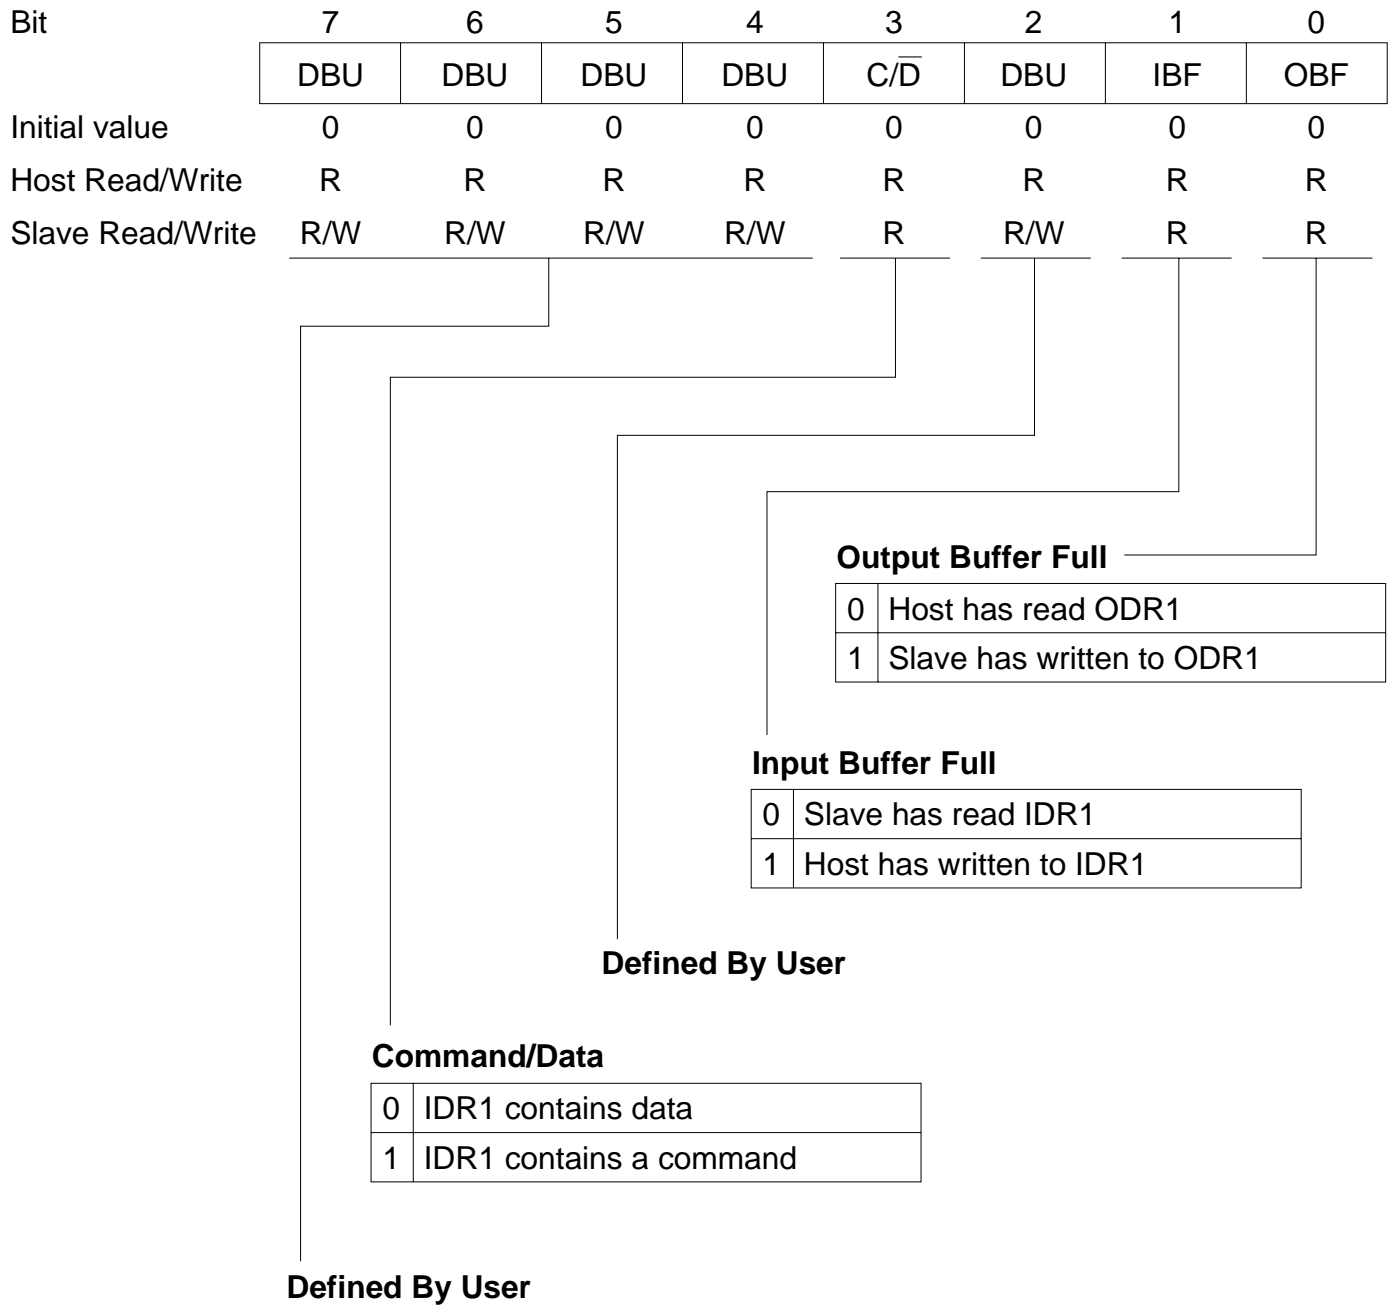 Bit 7 6 5 4 3 2 1 0
DBU DBU DBU DBU C/D̅ DBU IBF OBF
Initial value 0 0 0 0 0 0 0 0
Host Read/Write R R R R R R R R
Slave Read/Write R/W R/W R/W R/W R R/W R R
Output Buffer Full
0 Host has read ODR1
1 Slave has written to ODR1
Input Buffer Full
0 Slave has read IDR1
1 Host has written to IDR1
Defined By User
Command/Data
0 IDR1 contains data
1 IDR1 contains a command
Defined By User